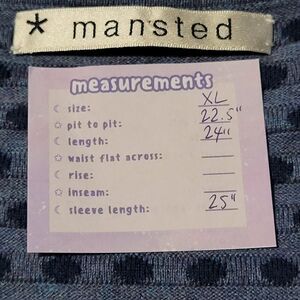 * mansted
measurements
☾ size: XL
✩ pit to pit: 22.5"
☾ length: 24"
✩ waist flat across:
☾ rise:
✩ inseam:
☾ sleeve length: 25"